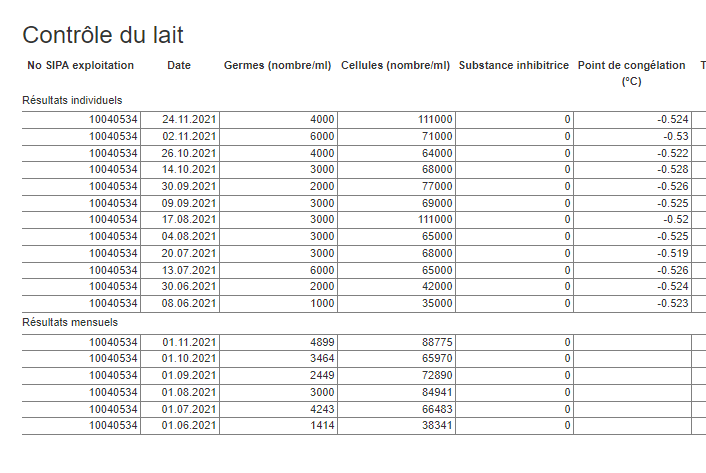 Contrôle du lait
No SIPA exploitation Date Germes (nombre/ml) Cellules (nombre/ml) Substance inhibitrice Point de congélation T
(°C)
Résultats individuels
10040534 24.11.2021 4000 111000 0 -0.524
10040534 02.11.2021 6000 71000 0 -0.53
10040534 26.10.2021 4000 64000 0 -0.522
10040534 14.10.2021 3000 68000 0 -0.528
10040534 30.09.2021 2000 77000 0 -0.526
10040534 09.09.2021 3000 69000 0 -0.525
10040534 17.08.2021 3000 111000 0 -0.52
10040534 04.08.2021 3000 65000 0 -0.525
10040534 20.07.2021 3000 68000 0 -0.519
10040534 13.07.2021 6000 65000 0 -0.526
10040534 30.06.2021 2000 42000 0 -0.524
10040534 08.06.2021 1000 35000 0 -0.523
Résultats mensuels
10040534 01.11.2021 4899 88775 0
10040534 01.10.2021 3464 65970 0
10040534 01.09.2021 2449 72890 0
10040534 01.08.2021 3000 84941 0
10040534 01.07.2021 4243 66483 0
10040534 01.06.2021 1414 38341 0